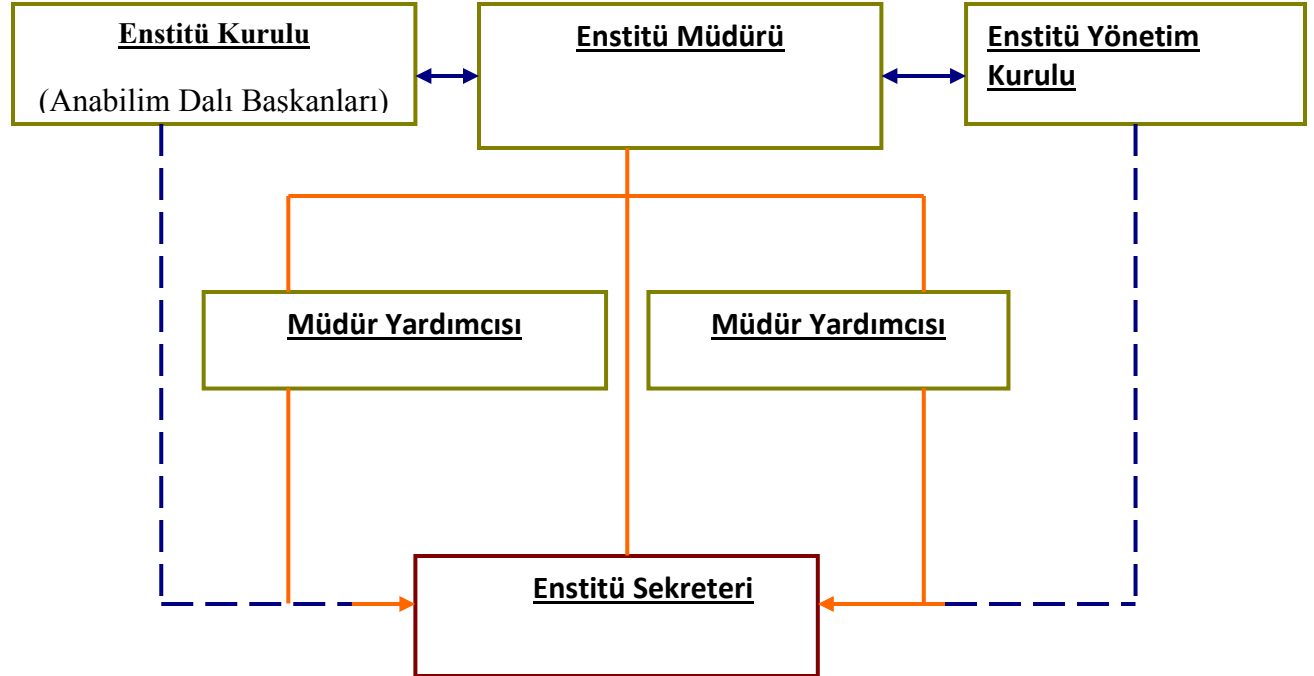 Enstitü Kurulu
(Anabilim Dalı Başkanları)
Enstitü Müdürü
Enstitü Yönetim
Kurulu
Müdür Yardımcısı
Müdür Yardımcısı
Enstitü Sekreteri